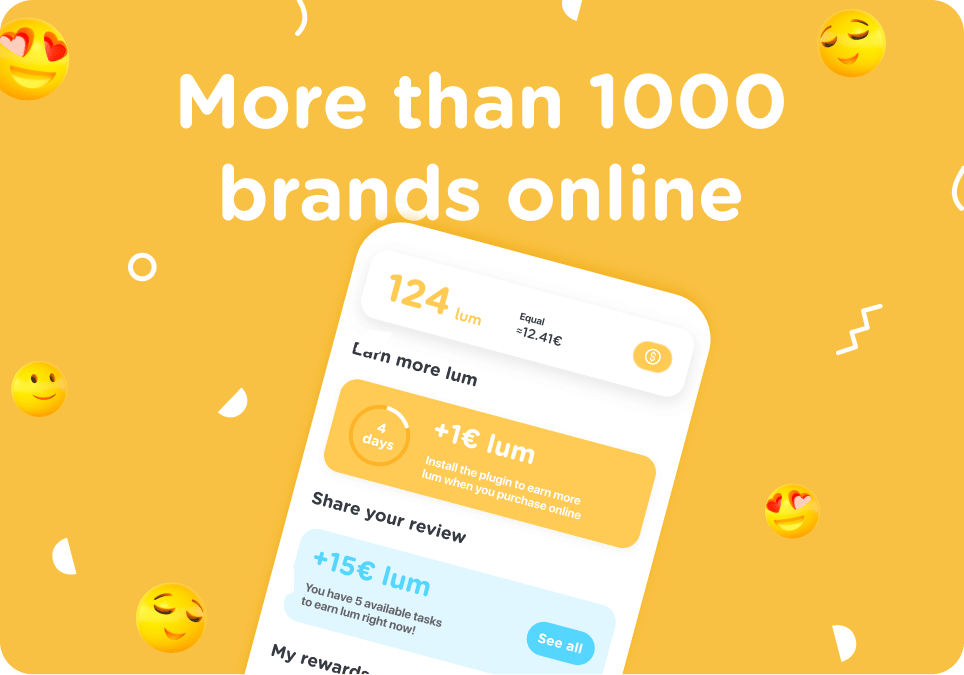 More than 1000
brands online
124 lum
Equal
≈12.41€
Larn more lum
4
days
+1€ lum
Install the plugin to earn more
lum when you purchase online
Share your review
+15€ lum
You have 5 available tasks
to earn lum right now!
See all
My rewards